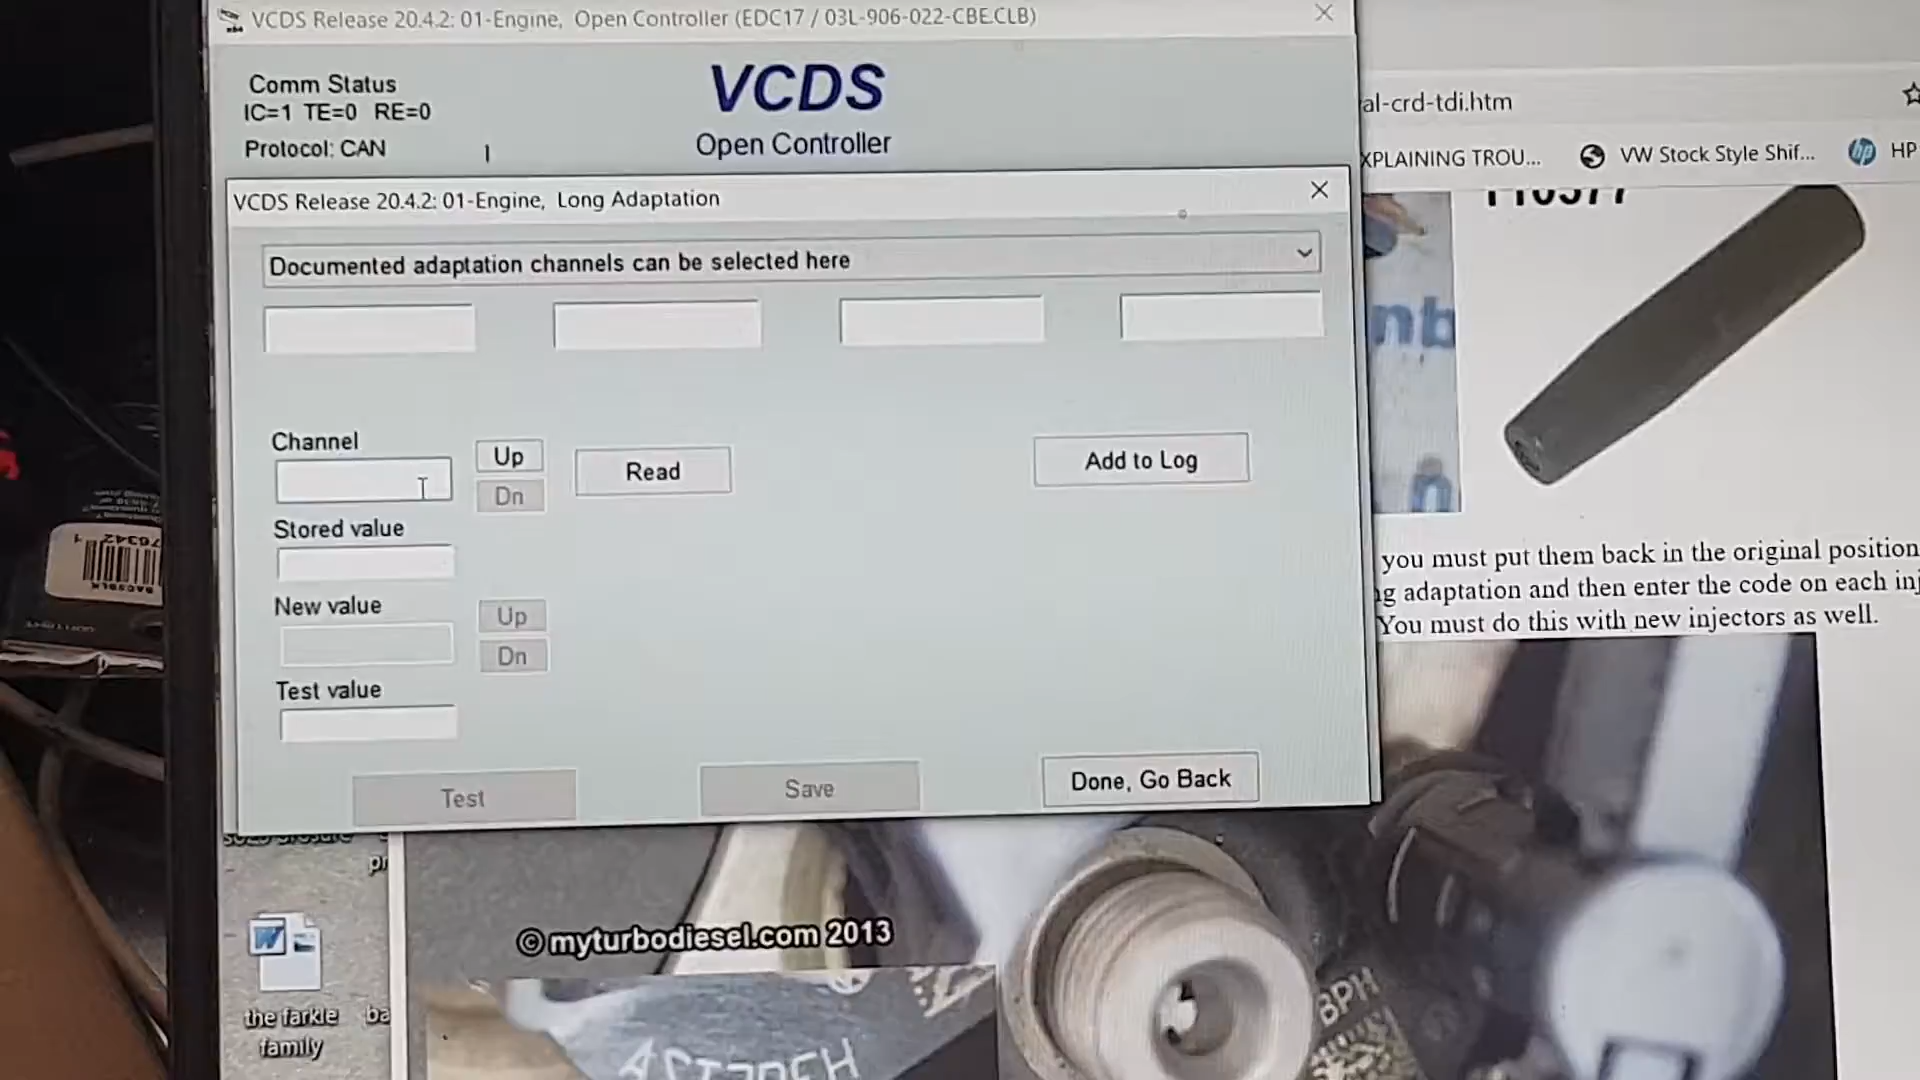 VCDS Release 20.4.2: 01-Engine, Open Controller (EDC17 / 03L-906-022-CBE.CLB)
Comm Status
IC=1 TE=0 RE=0
Protocol: CAN
VCDS
Open Controller
al-crd-tdi.htm
XPLAINING TROU...
VW Stock Style Shif...
hp
HP
VCDS Release 20.4.2: 01-Engine, Long Adaptation
Documented adaptation channels can be selected here
Channel
Up
Dn
Read
Add to Log
Stored value
New value
Up
Dn
Test value
Test
Save
Done, Go Back
you must put them back in the original position
g adaptation and then enter the code on each inj
You must do this with new injectors as well.
© myturbodiesel.com 2013
BPH
W
the farkle
family
ba
pr